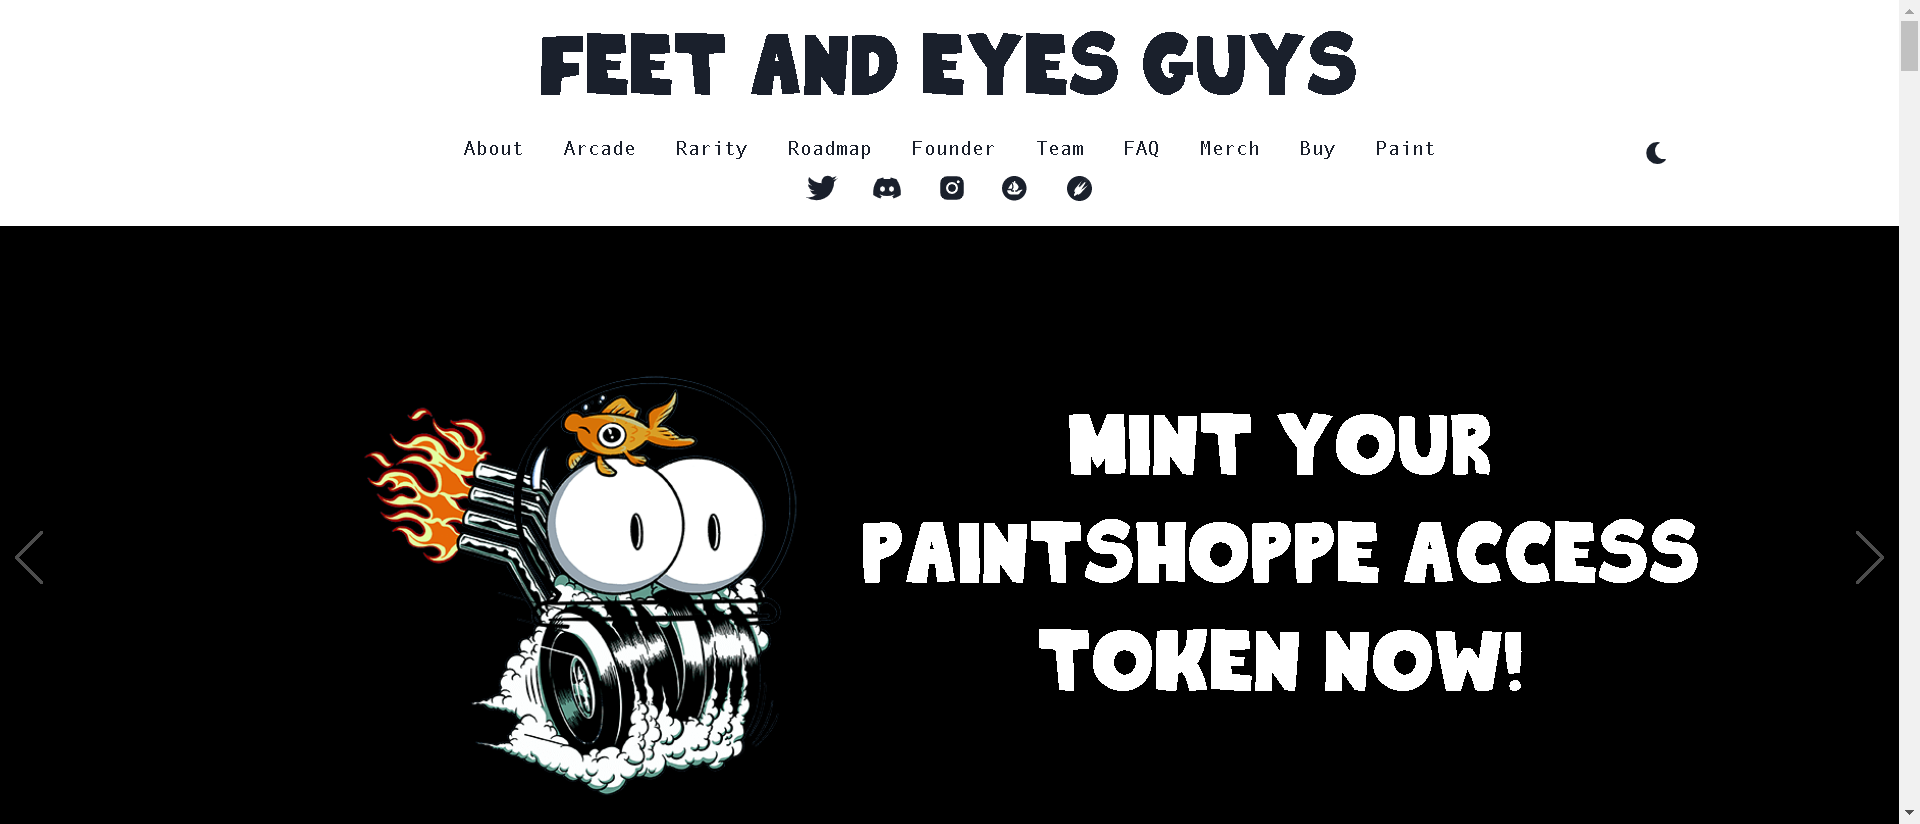 FEET AND EYES GUYS
About Arcade Rarity Roadmap Founder Team FAQ Merch Buy Paint
MINT YOUR
PAINTSHOPPE ACCESS
TOKEN NOW!